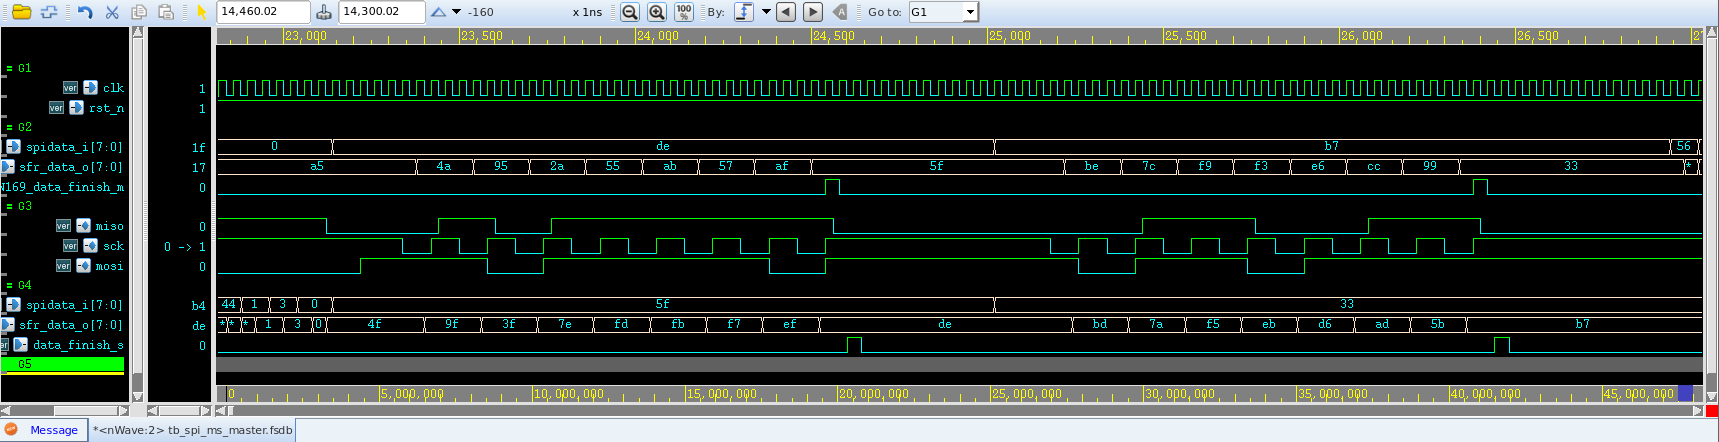 14,460.02 14,300.02 -160 x 1ns 100 % By: Go to: G1
23,000 23,500 24,000 24,500 25,000 25,500 26,000 26,500
= G1
ver clk 1
ver rst_n 1
= G2
spidata_i[7:0] 1f 0 de b7 56
sfr_data_o[7:0] 17 a5 4a 95 2a 55 ab 57 af 5f be 7c f9 f3 e6 cc 99 33 *
N169_data_finish_m 0
= G3
ver miso 0
ver sck 0 -> 1
ver mosi 0
= G4
spidata_i[7:0] b4 44 1 3 0 5f 33
sfr_data_o[7:0] de * * * 1 3 0 4f 9f 3f 7e fd fb f7 ef de bd 7a f5 eb d6 ad 5b b7
data_finish_s 0
G5
0 5,000,000 10,000,000 15,000,000 20,000,000 25,000,000 30,000,000 35,000,000 40,000,000 45,000,000
Message *<nWave:2> tb_spi_ms_master.fsdb